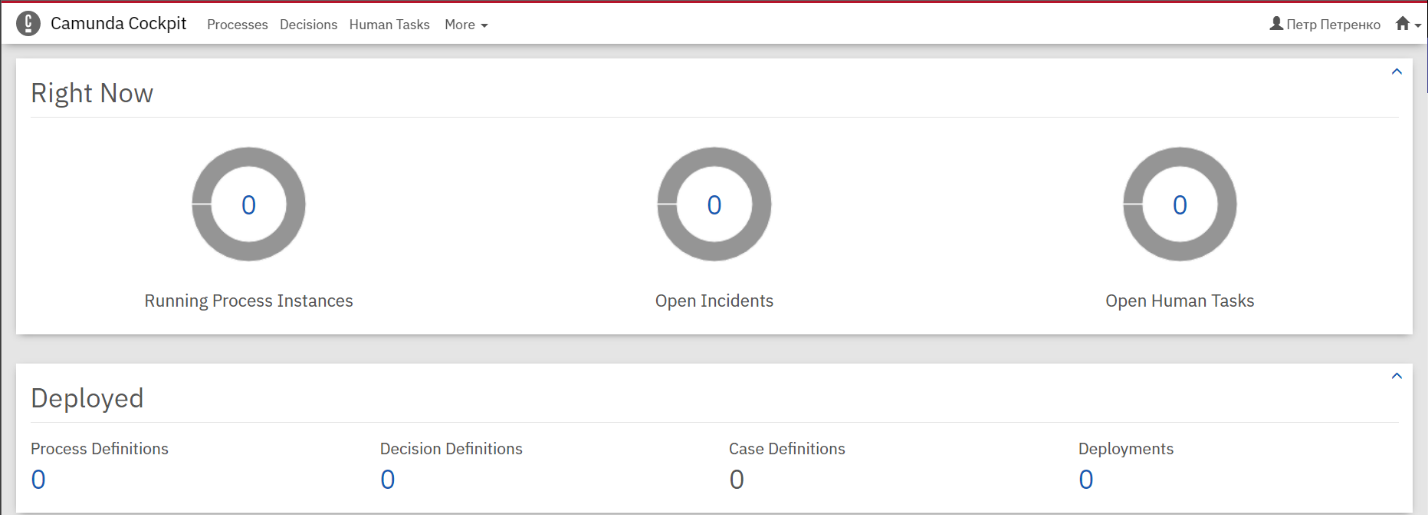 Camunda Cockpit Processes Decisions Human Tasks More Петр Петренко
Right Now
0 0 0
Running Process Instances Open Incidents Open Human Tasks
Deployed
Process Definitions Decision Definitions Case Definitions Deployments
0 0 0 0